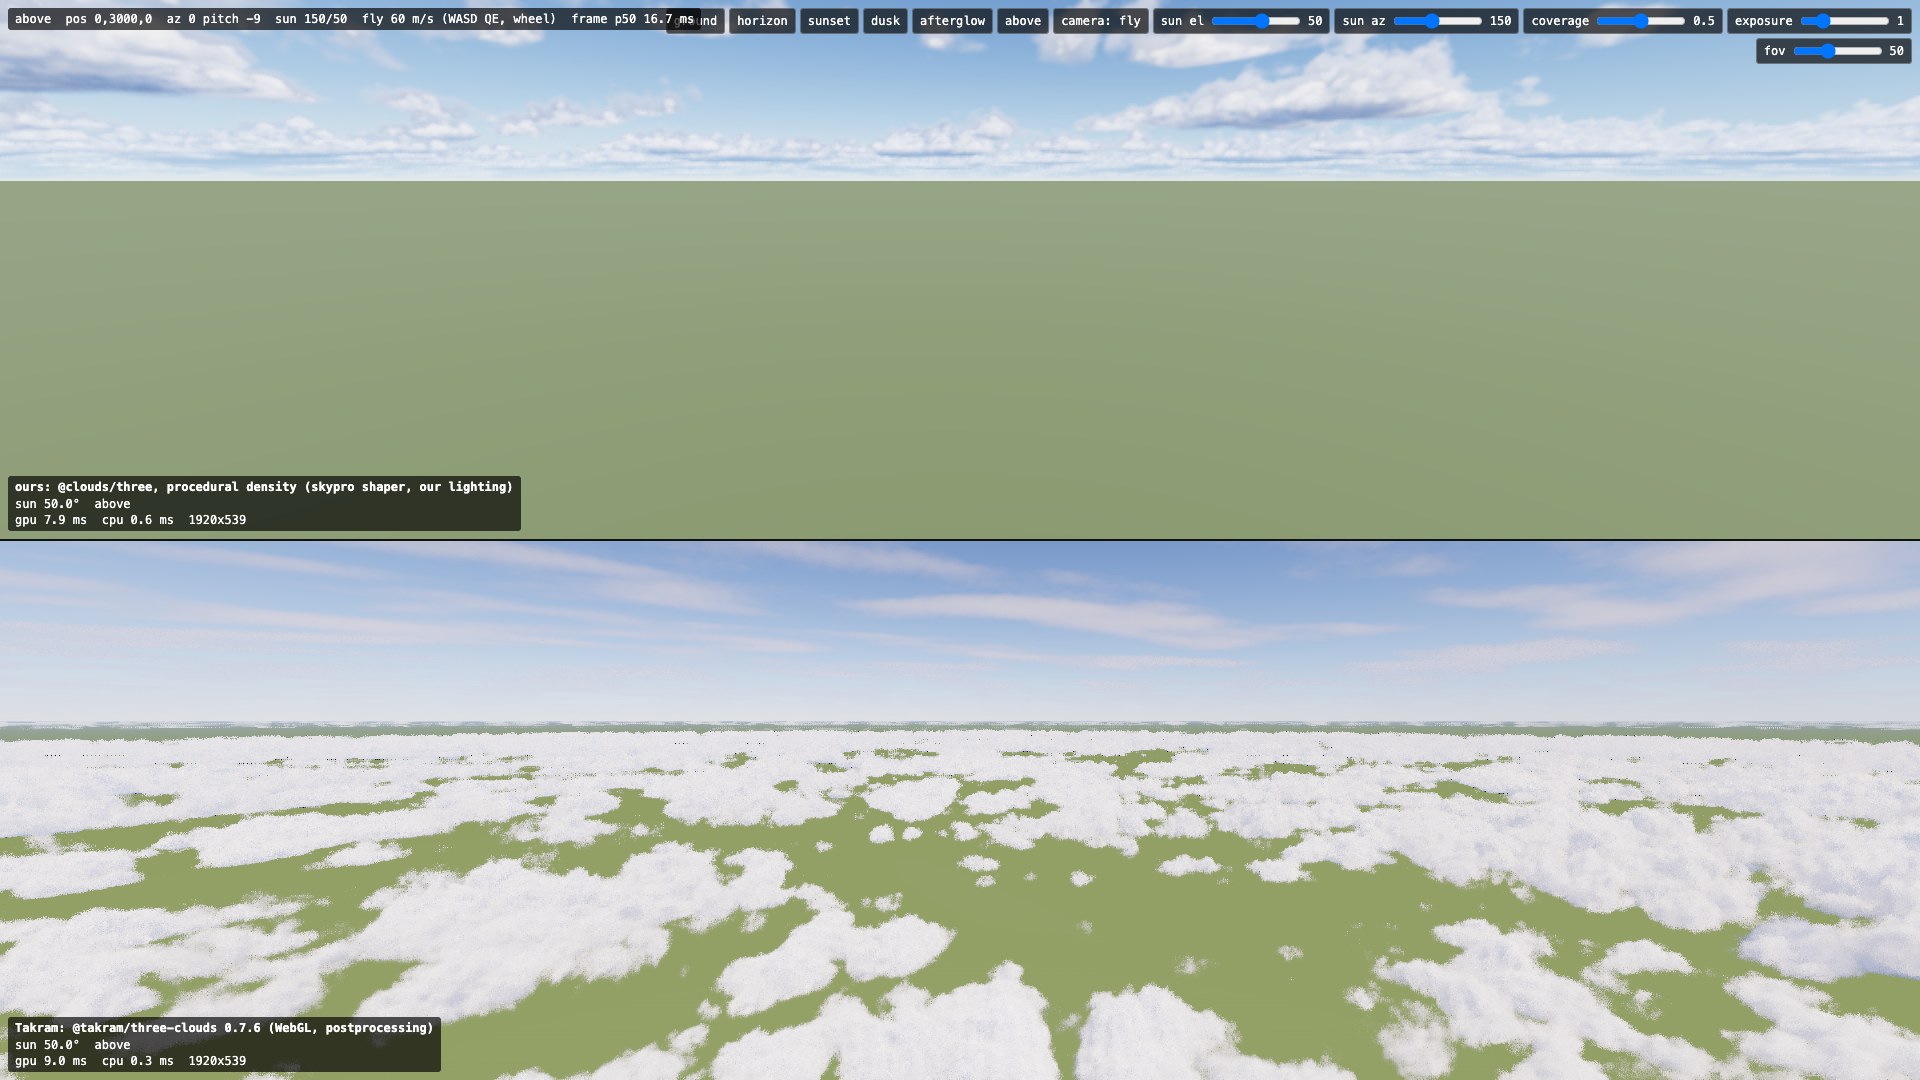 above pos 0,3000,0 az 0 pitch -9 sun 150/50 fly 60 m/s (WASD QE, wheel) frame p50 16.7 ms
horizon sunset dusk afterglow above camera: fly sun el 50 sun az 150 coverage 0.5 exposure 1
fov 50
ours: @clouds/three, procedural density (skypro shaper, our lighting)
sun 50.0° above
gpu 7.9 ms cpu 0.6 ms 1920x539
Takram: @takram/three-clouds 0.7.6 (WebGL, postprocessing)
sun 50.0° above
gpu 9.0 ms cpu 0.3 ms 1920x539